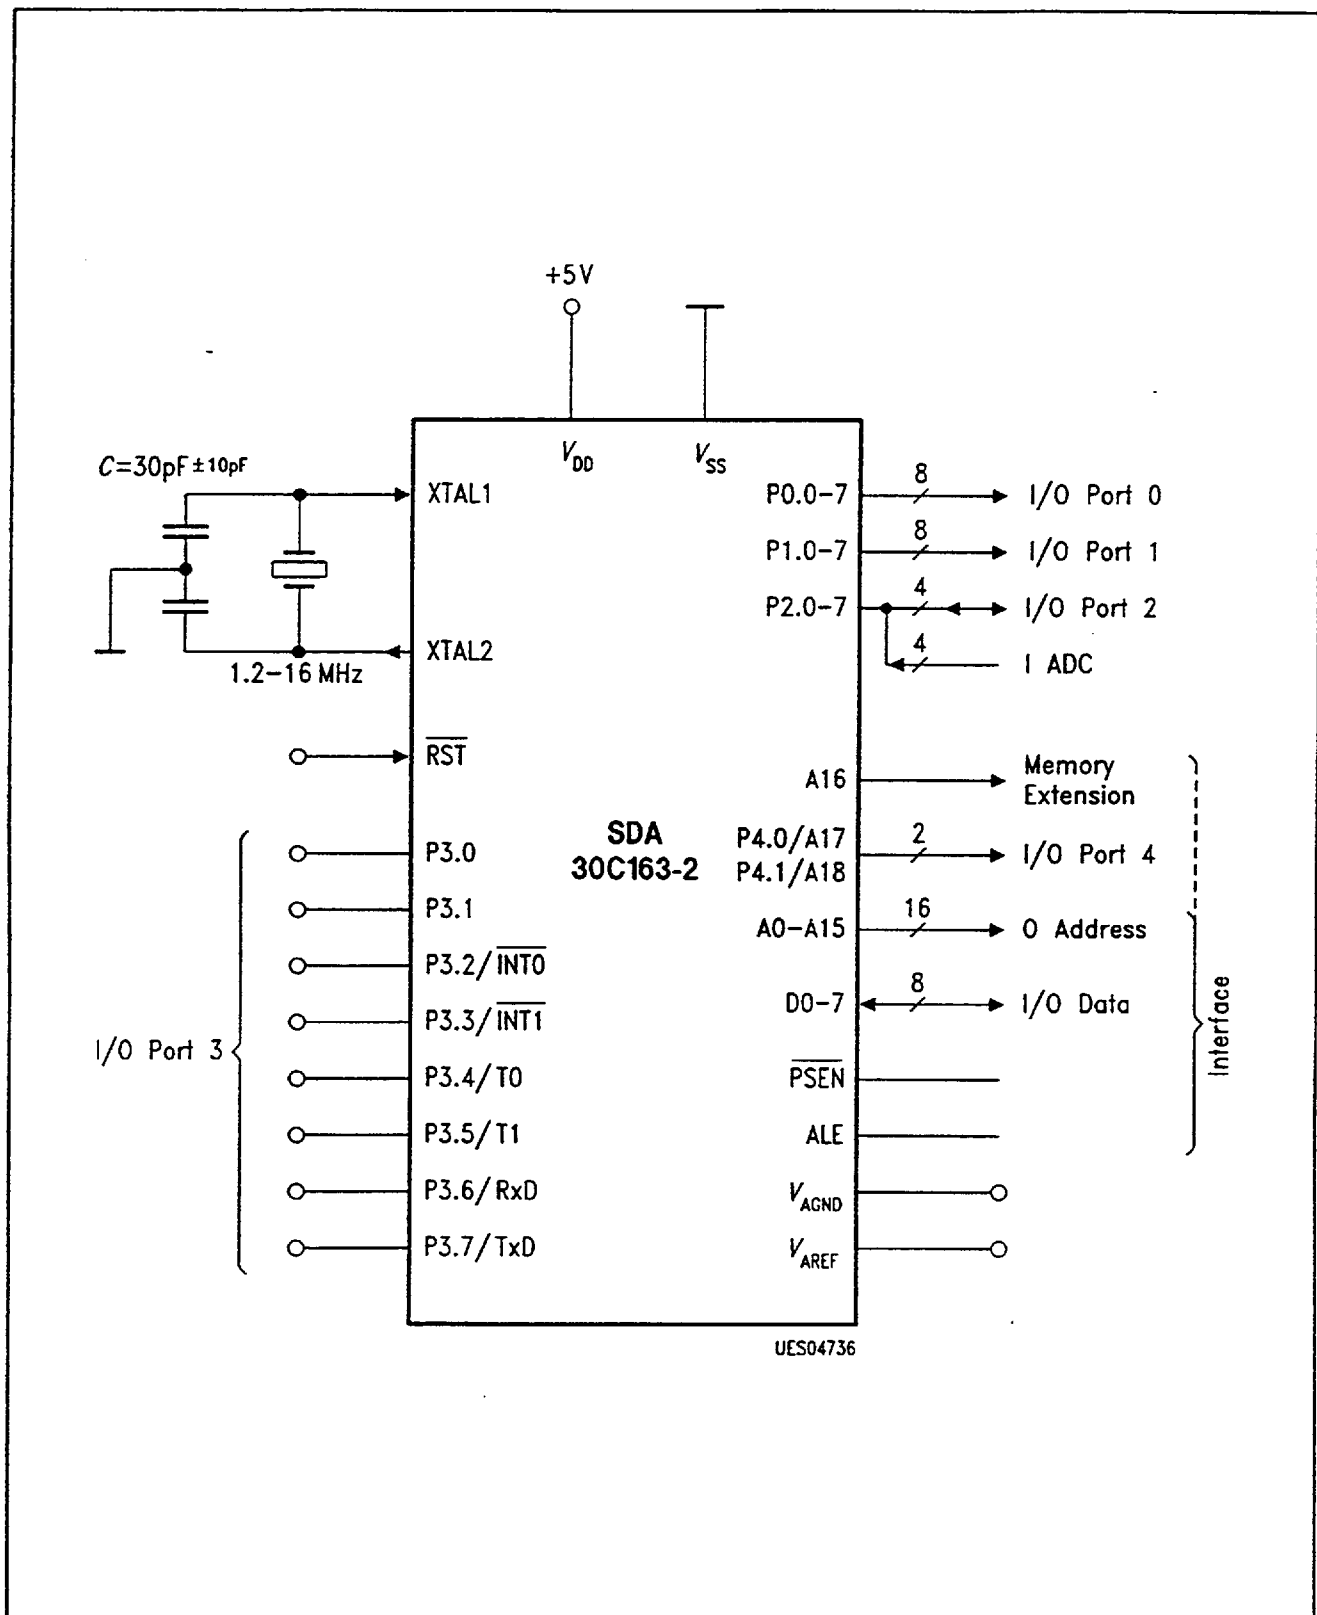 +5V
VDD
VSS
C=30pF ±10pF
XTAL1
XTAL2
1.2–16 MHz
RST
SDA
30C163-2
I/O Port 3
P3.0
P3.1
P3.2/INT0
P3.3/INT1
P3.4/T0
P3.5/T1
P3.6/RxD
P3.7/TxD
P0.0–7
8
I/O Port 0
P1.0–7
8
I/O Port 1
P2.0–7
4
I/O Port 2
4
I ADC
A16
Memory
Extension
P4.0/A17
P4.1/A18
2
I/O Port 4
A0–A15
16
O Address
D0–7
8
I/O Data
PSEN
ALE
VAGND
VAREF
Interface
UES04736